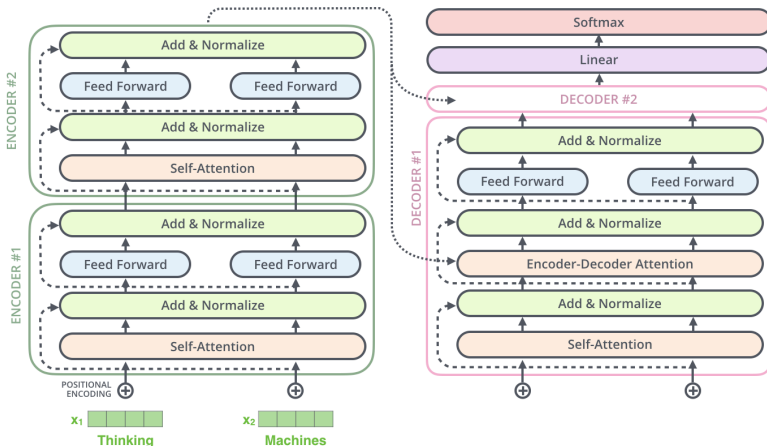 ENCODER #2
Add & Normalize
Feed Forward
Feed Forward
Add & Normalize
Self-Attention
ENCODER #1
Add & Normalize
Feed Forward
Feed Forward
Add & Normalize
Self-Attention
POSITIONAL
ENCODING
x₁
x₂
Thinking
Machines
Softmax
Linear
DECODER #2
DECODER #1
Add & Normalize
Feed Forward
Feed Forward
Add & Normalize
Encoder-Decoder Attention
Add & Normalize
Self-Attention